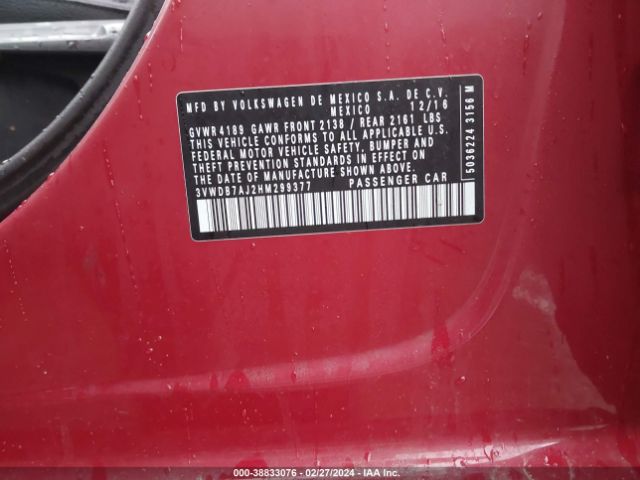 MFD BY VOLKSWAGEN DE MEXICO S.A. DE C.V.
MEXICO 12/16
GVWR 4189 GAWR FRONT 2138 / REAR 2161 LBS
THIS VEHICLE CONFORMS TO ALL APPLICABLE U.S.
FEDERAL MOTOR VEHICLE SAFETY, BUMPER, AND
THEFT PREVENTION STANDARDS IN EFFECT ON
THE DATE OF MANUFACTURE SHOWN ABOVE.
3VWDB7AJ2HM299377 PASSENGER CAR
5036224 3156 M
000-38833076 - 02/27/2024 - IAA Inc.